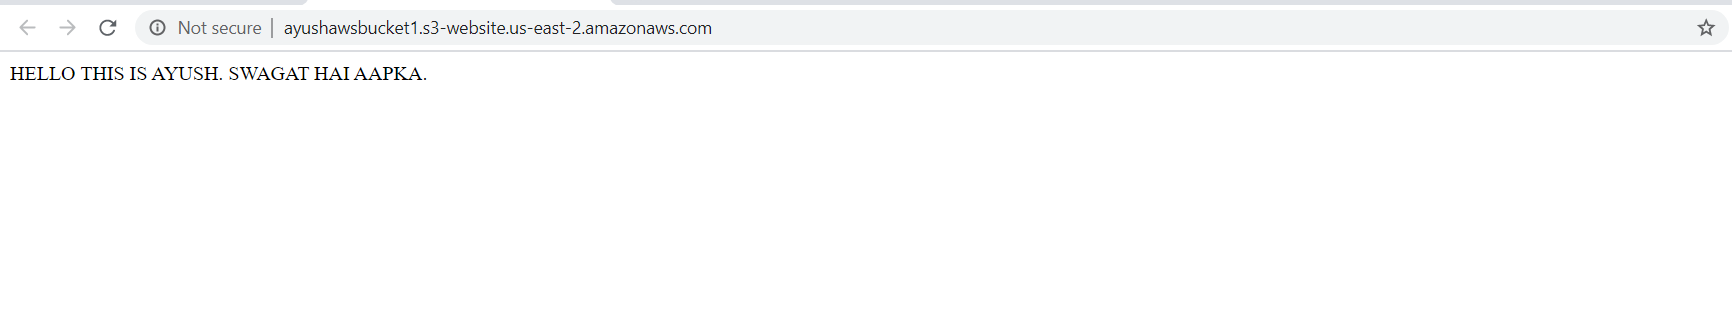 Not secure | ayushawsbucket1.s3-website.us-east-2.amazonaws.com
HELLO THIS IS AYUSH. SWAGAT HAI AAPKA.